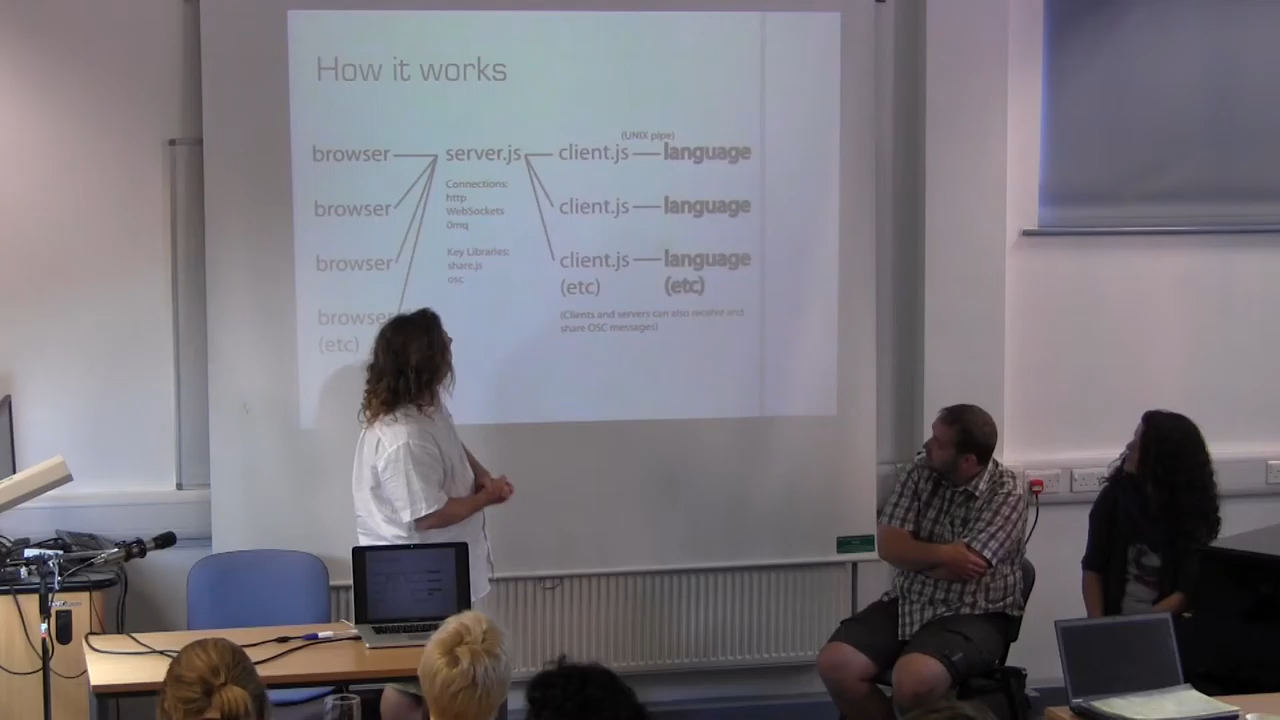 How it works
(UNIX pipe)
browser server.js client.js language
Connections:
http
browser WebSockets client.js language
0mq
Key Libraries:
browser share.js client.js language
osc (etc) (etc)
browser (Clients and servers can also receive and
share OSC messages)
(etc)